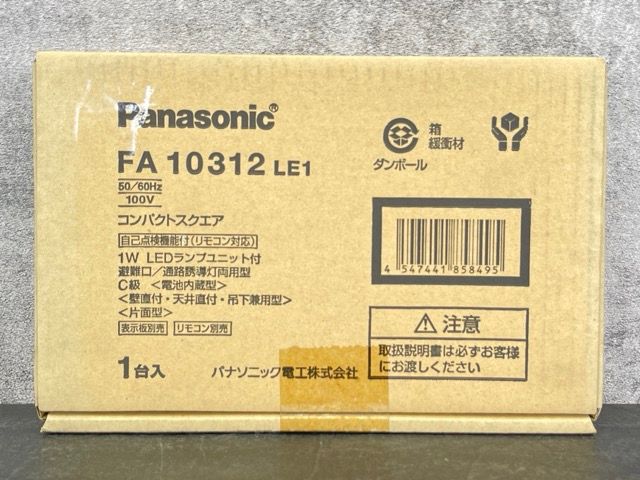 Panasonic®
FA 10312 LE1
50/60Hz
100V
コンパクトスクエア
自己点検機能付(リモコン対応)
1W LEDランプユニット付
避難口/通路誘導灯両用型
C級 <電池内蔵型>
<壁直付・天井直付・吊下兼用型>
<片面型>
表示板別売 リモコン別売
1台入
パナソニック電工株式会社
箱
緩衝材
ダンボール
4 547441 858495
注意
取扱説明書は必ずお客様
にお渡しください。